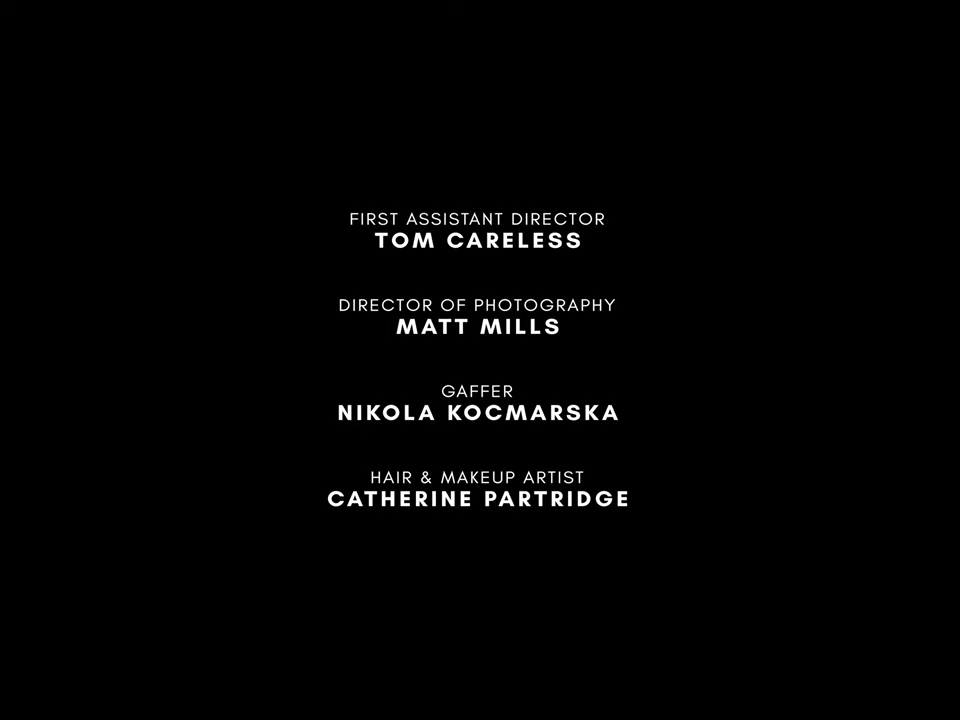 FIRST ASSISTANT DIRECTOR
TOM CARELESS
DIRECTOR OF PHOTOGRAPHY
MATT MILLS
GAFFER
NIKOLA KOCMARSKA
HAIR & MAKEUP ARTIST
CATHERINE PARTRIDGE